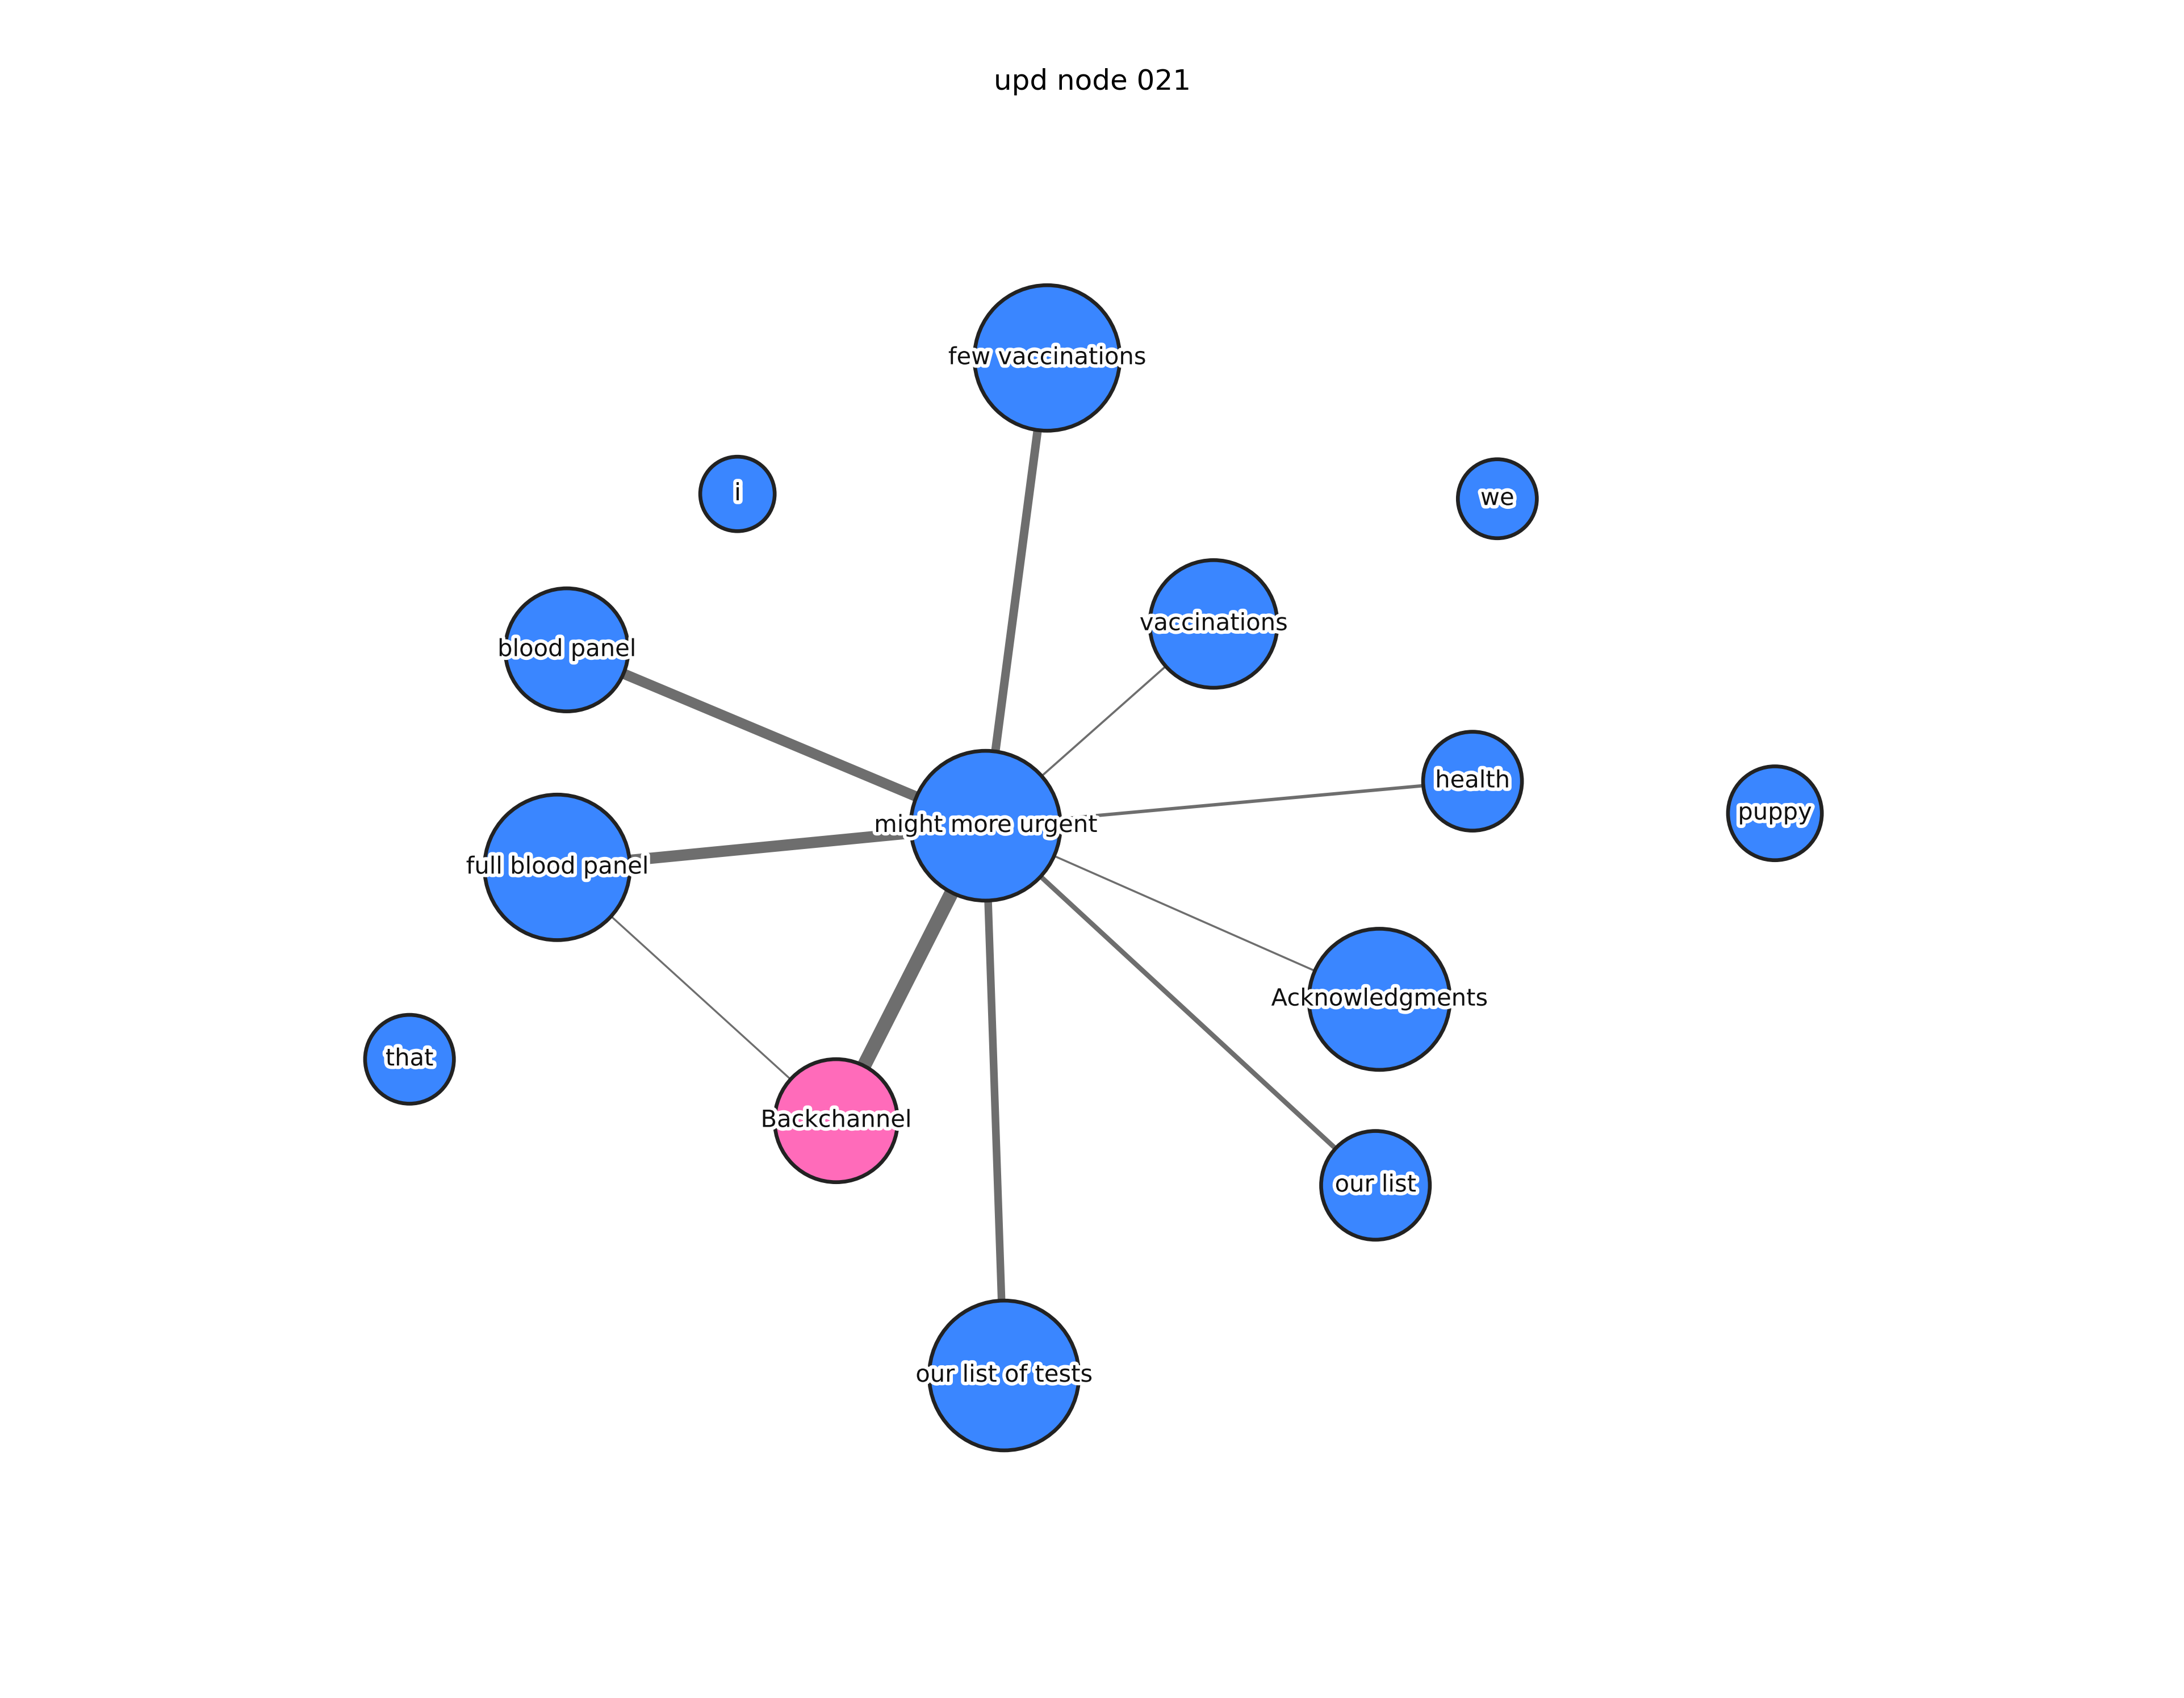 upd node 021
few vaccinations
i
we
vaccinations
blood panel
health
puppy
might more urgent
full blood panel
Acknowledgments
that
Backchannel
our list
our list of tests